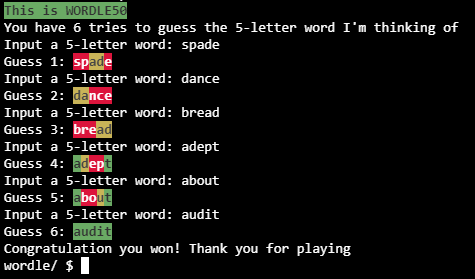 This is WORDLE50
You have 6 tries to guess the 5-letter word I'm thinking of
Input a 5-letter word: spade
Guess 1: spade
Input a 5-letter word: dance
Guess 2: dance
Input a 5-letter word: bread
Guess 3: bread
Input a 5-letter word: adept
Guess 4: adept
Input a 5-letter word: about
Guess 5: about
Input a 5-letter word: audit
Guess 6: audit
Congratulation you won! Thank you for playing
wordle/ $